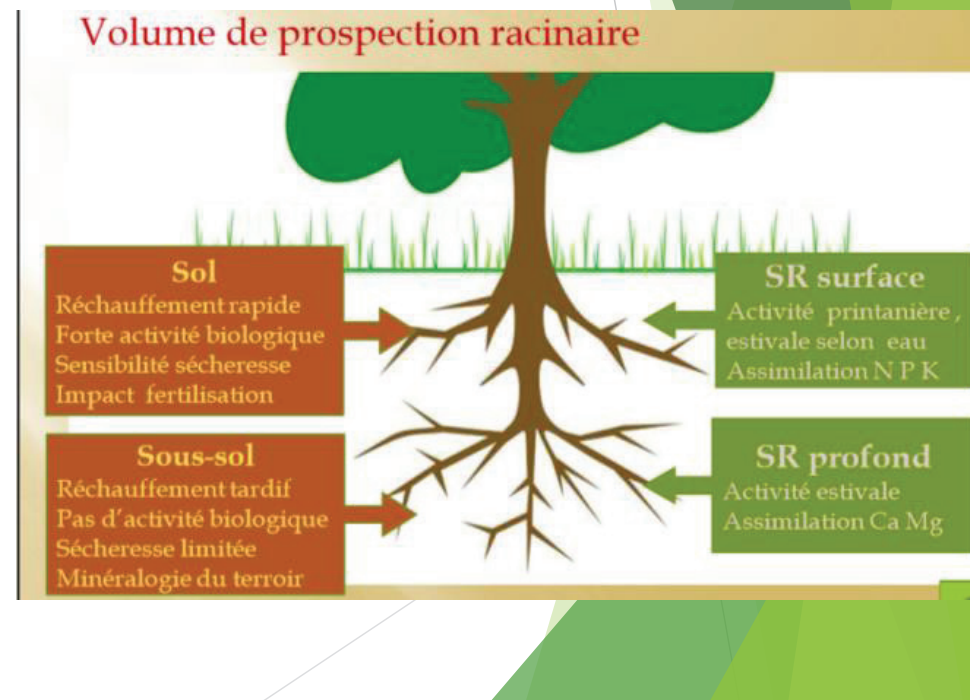 Volume de prospection racinaire
Sol
Réchauffement rapide
Forte activité biologique
Sensibilité sécheresse
Impact fertilisation
SR surface
Activité printanière,
estivale selon eau
Assimilation N P K
Sous-sol
Réchauffement tardif
Pas d'activité biologique
Sécheresse limitée
Minéralogie du terroir
SR profond
Activité estivale
Assimilation Ca Mg